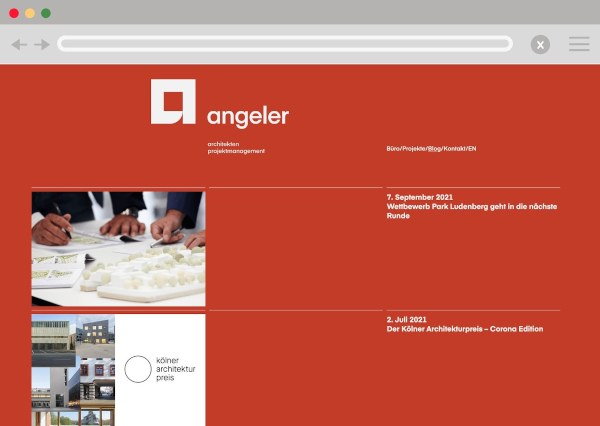 x
angeler
architekten
projektmanagement
Büro/Projekte/Blog/Kontakt/EN
7. September 2021
Wettbewerb Park Ludenberg geht in die nächste
Runde
2. Juli 2021
Der Kölner Architekturpreis – Corona Edition
kölner
architektur
preis